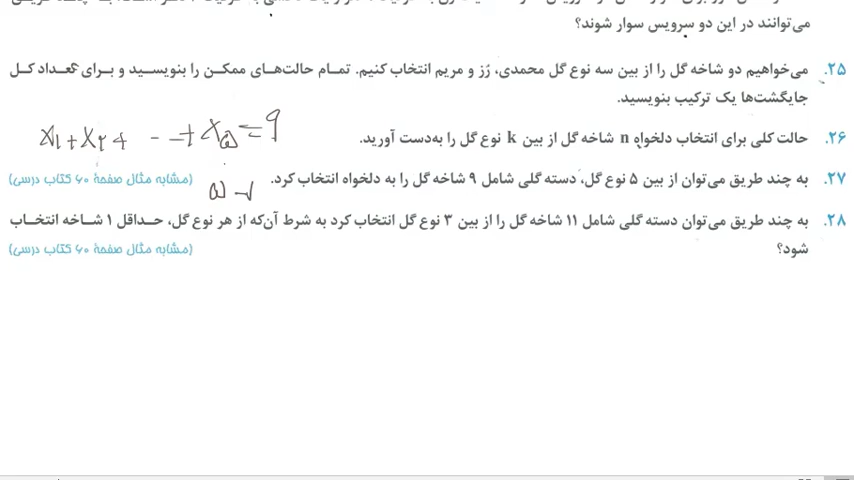 می‌توانند در این دو سرویس سوار شوند؟
۲۵. می‌خواهیم دو شاخه گل را از بین سه نوع گل محمدی، رُز و مریم انتخاب کنیم. تمام حالت‌های ممکن را بنویسید و برای تعداد کل
جایگشت‌ها یک ترکیب بنویسید.
۲۶. حالت کلی برای انتخاب دلخواه n شاخه گل از بین k نوع گل را به‌دست آورید.
x₁ + x₂ + - - + x₅ = 9
۲۷. به چند طریق می‌توان از بین ۵ نوع گل، دسته گلی شامل ۹ شاخه گل را به دلخواه انتخاب کرد. (مشابه مثال صفحهٔ ۶۰ کتاب درسی)
۲۸. به چند طریق می‌توان دسته گلی شامل ۱۱ شاخه گل را از بین ۳ نوع گل انتخاب کرد به شرط آن‌که از هر نوع گل، حداقل ۱ شاخه انتخاب
شود؟ (مشابه مثال صفحهٔ ۶۰ کتاب درسی)